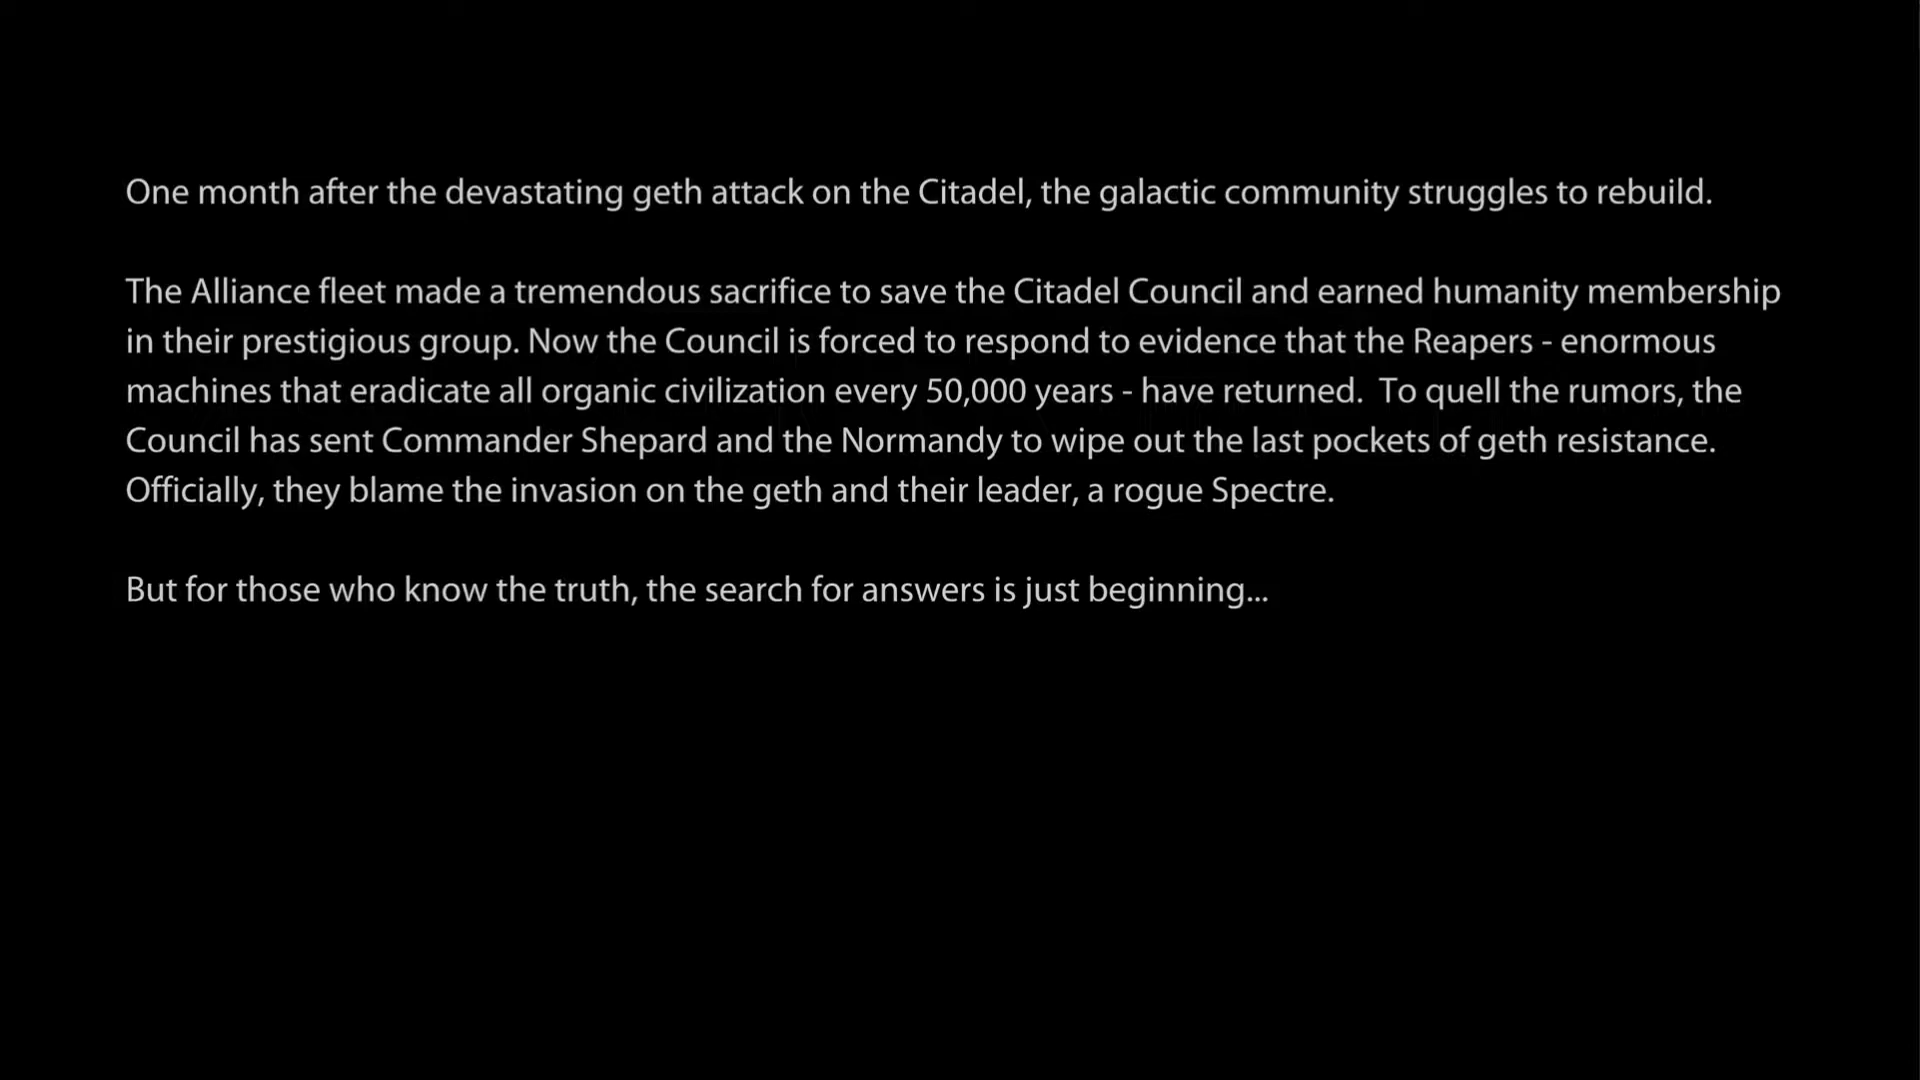 One month after the devastating geth attack on the Citadel, the galactic community struggles to rebuild.
The Alliance fleet made a tremendous sacrifice to save the Citadel Council and earned humanity membership
in their prestigious group. Now the Council is forced to respond to evidence that the Reapers - enormous
machines that eradicate all organic civilization every 50,000 years - have returned.  To quell the rumors, the
Council has sent Commander Shepard and the Normandy to wipe out the last pockets of geth resistance.
Officially, they blame the invasion on the geth and their leader, a rogue Spectre.
But for those who know the truth, the search for answers is just beginning...